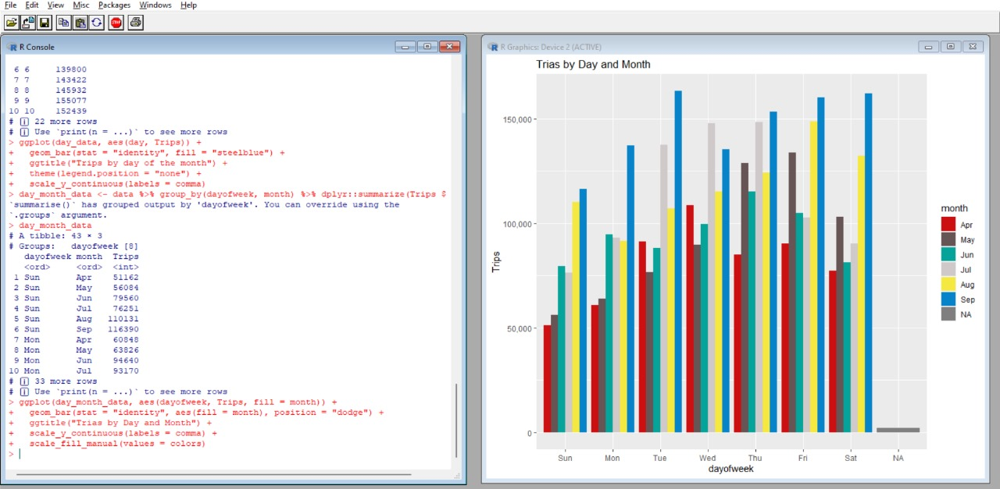 File Edit View Misc Packages Windows Help
STOP
R Console
6 6 139800
7 7 143422
8 8 145932
9 9 155077
10 10 152439
# i 22 more rows
# i Use `print(n = ...)` to see more rows
> ggplot(day_data, aes(day, Trips)) +
+ geom_bar(stat = "identity", fill = "steelblue") +
+ ggtitle("Trips by day of the month") +
+ theme(legend.position = "none") +
+ scale_y_continuous(labels = comma)
> day_month_data <- data %>% group_by(dayofweek, month) %>% dplyr::summarize(Trips $
`summarise()` has grouped output by 'dayofweek'. You can override using the
`.groups` argument.
> day_month_data
# A tibble: 43 × 3
# Groups: dayofweek [8]
dayofweek month Trips
<ord> <ord> <int>
1 Sun Apr 51162
2 Sun May 56084
3 Sun Jun 79560
4 Sun Jul 76251
5 Sun Aug 110131
6 Sun Sep 116390
7 Mon Apr 60848
8 Mon May 63826
9 Mon Jun 94640
10 Mon Jul 93170
# i 33 more rows
# i Use `print(n = ...)` to see more rows
> ggplot(day_month_data, aes(dayofweek, Trips, fill = month)) +
+ geom_bar(stat = "identity", aes(fill = month), position = "dodge") +
+ ggtitle("Trias by Day and Month") +
+ scale_y_continuous(labels = comma) +
+ scale_fill_manual(values = colors)
>
R Graphics: Device 2 (ACTIVE)
Trias by Day and Month
150,000
100,000
50,000
0
Trips
Sun Mon Tue Wed Thu Fri Sat NA
dayofweek
month
Apr
May
Jun
Jul
Aug
Sep
NA